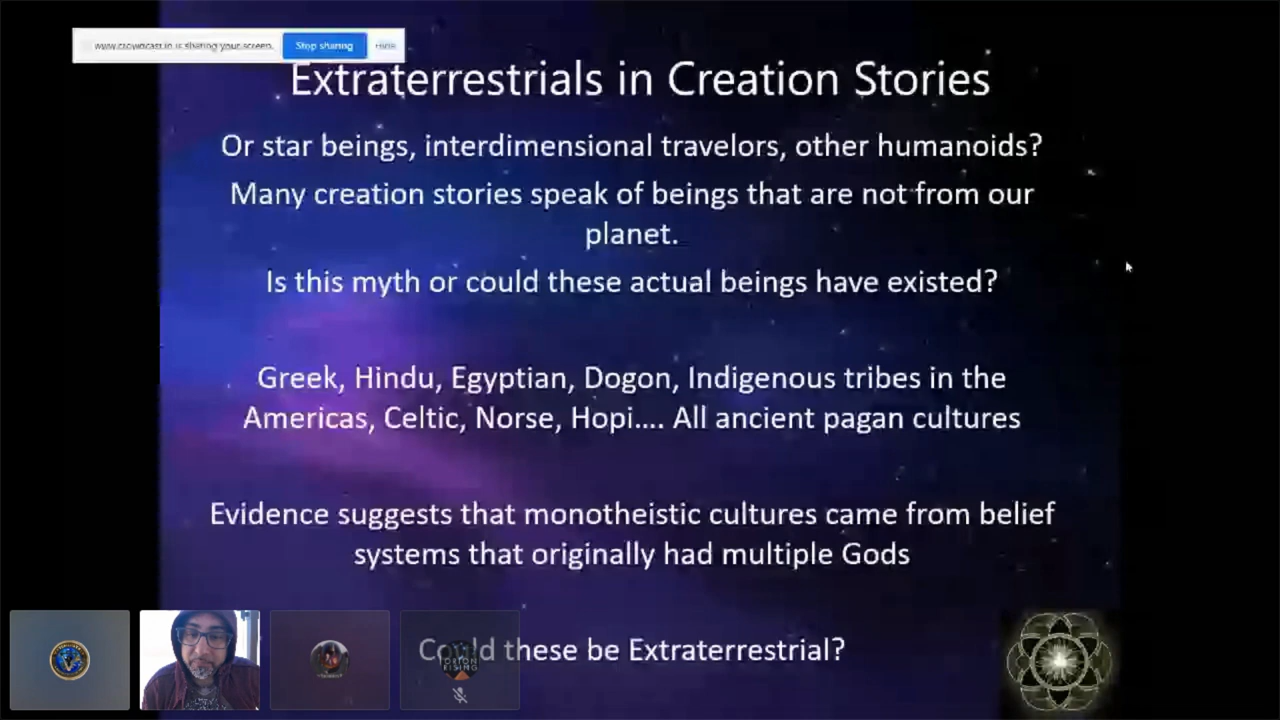 www.crowdcast.io is sharing your screen.
Stop sharing
Hide
Extraterrestrials in Creation Stories
Or star beings, interdimensional travelors, other humanoids?
Many creation stories speak of beings that are not from our
planet.
Is this myth or could these actual beings have existed?
Greek, Hindu, Egyptian, Dogon, Indigenous tribes in the
Americas, Celtic, Norse, Hopi.... All ancient pagan cultures
Evidence suggests that monotheistic cultures came from belief
systems that originally had multiple Gods
Could these be Extraterrestrial?
ORION
RISING